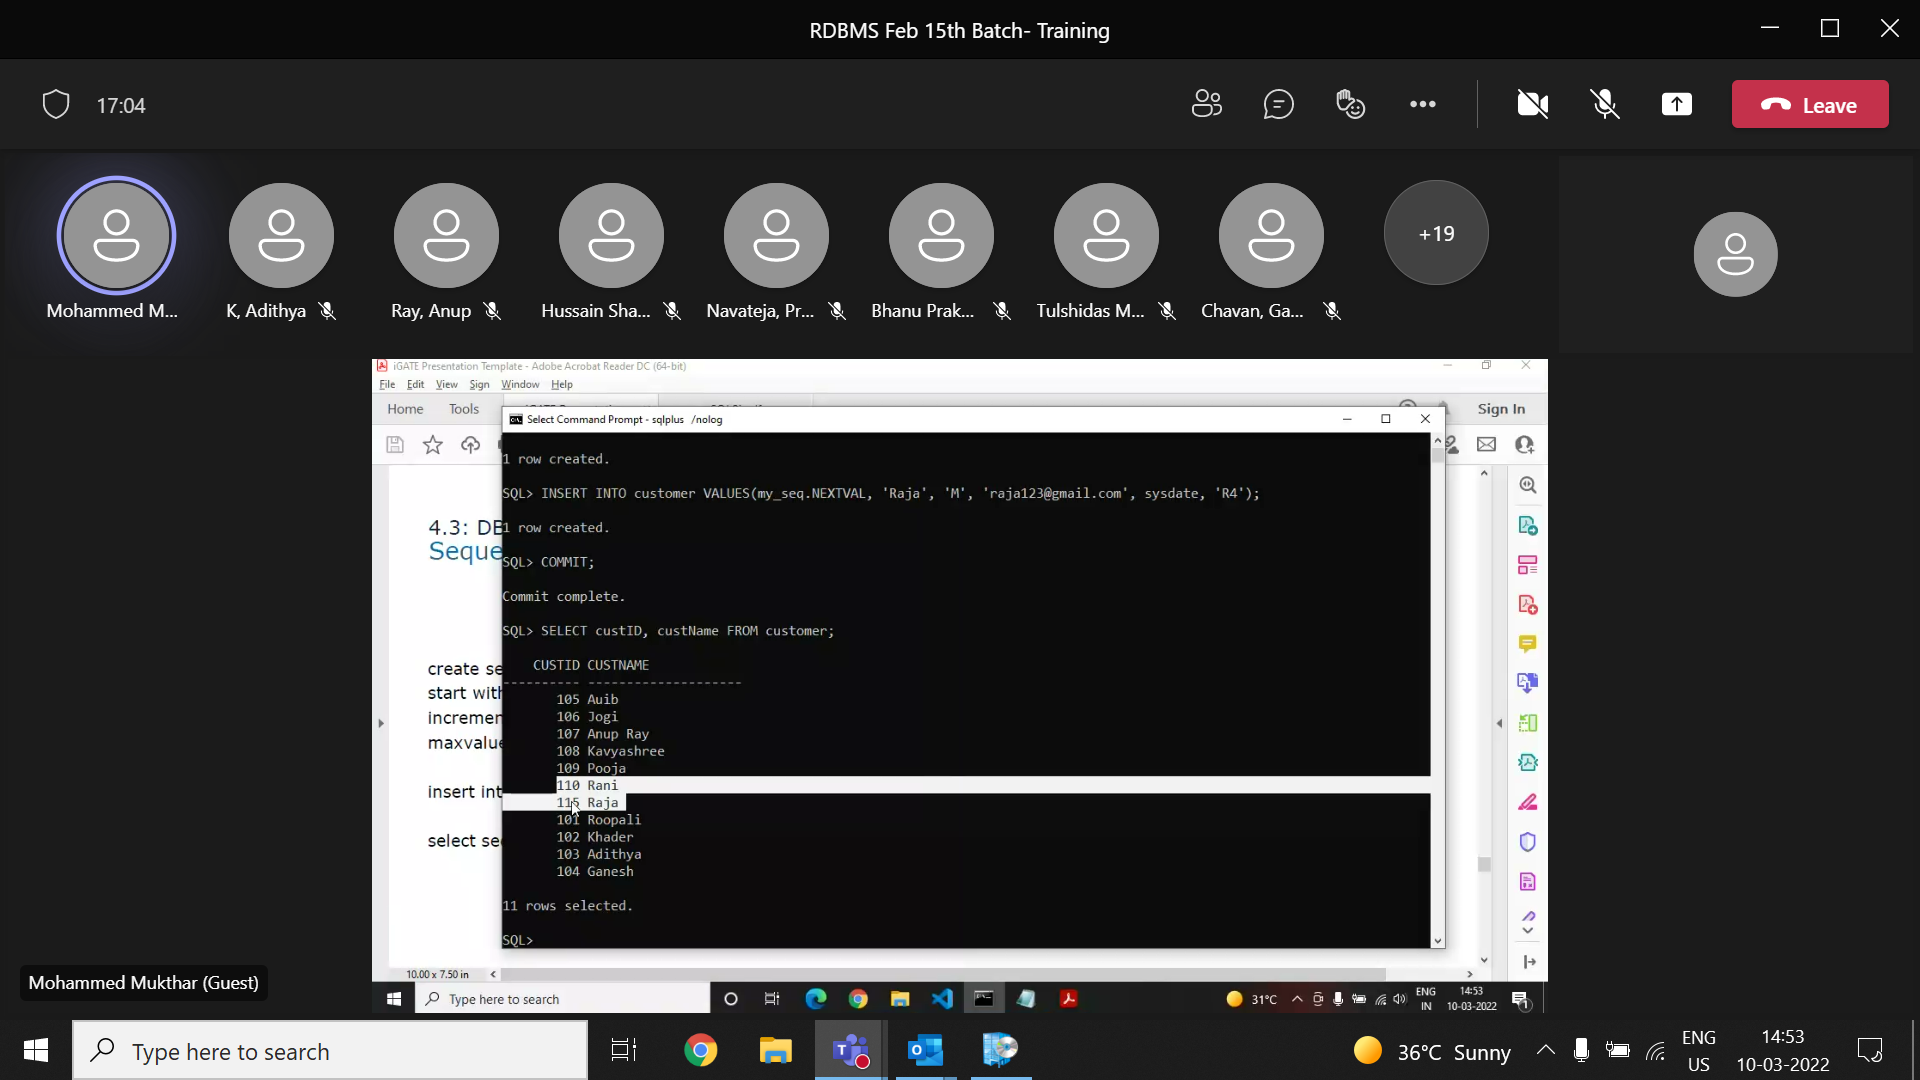 RDBMS Feb 15th Batch- Training
17:04
Leave
Mohammed M...
K, Adithya
Ray, Anup
Hussain Sha...
Navateja, Pr...
Bhanu Prak...
Tulshidas M...
Chavan, Ga...
+19
iGATE Presentation Template - Adobe Acrobat Reader DC (64-bit)
File Edit View Sign Window Help
Home Tools
Sign In
Select Command Prompt - sqlplus /nolog
1 row created.
SQL> INSERT INTO customer VALUES(my_seq.NEXTVAL, 'Raja', 'M', 'raja123@gmail.com', sysdate, 'R4');
1 row created.
SQL> COMMIT;
Commit complete.
SQL> SELECT custID, custName FROM customer;
CUSTID CUSTNAME
---------- --------------------
105 Auib
106 Jogi
107 Anup Ray
108 Kavyashree
109 Pooja
110 Rani
115 Raja
101 Roopali
102 Khader
103 Adithya
104 Ganesh
11 rows selected.
SQL>
4.3: DB
Seque
create se
start with
incremen
maxvalue
insert int
select se
10.00 x 7.50 in
Mohammed Mukthar (Guest)
Type here to search
31°C
ENG
IN
14:53
10-03-2022
1
Type here to search
36°C Sunny
ENG
US
14:53
10-03-2022